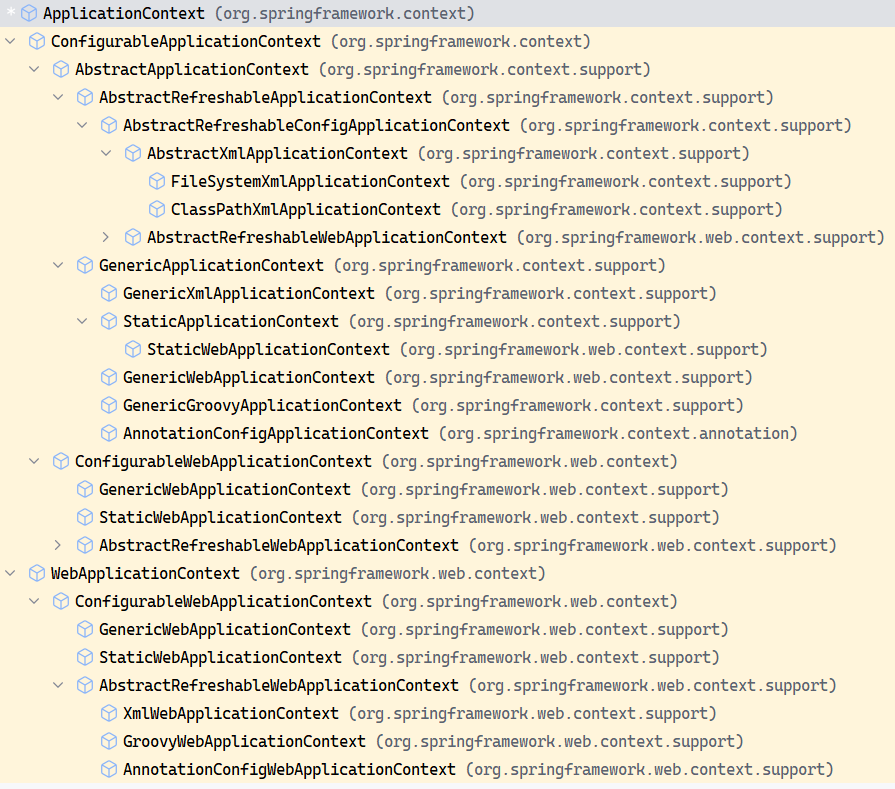 * ApplicationContext (org.springframework.context)
ConfigurableApplicationContext (org.springframework.context)
AbstractApplicationContext (org.springframework.context.support)
AbstractRefreshableApplicationContext (org.springframework.context.support)
AbstractRefreshableConfigApplicationContext (org.springframework.context.support)
AbstractXmlApplicationContext (org.springframework.context.support)
FileSystemXmlApplicationContext (org.springframework.context.support)
ClassPathXmlApplicationContext (org.springframework.context.support)
AbstractRefreshableWebApplicationContext (org.springframework.web.context.support)
GenericApplicationContext (org.springframework.context.support)
GenericXmlApplicationContext (org.springframework.context.support)
StaticApplicationContext (org.springframework.context.support)
StaticWebApplicationContext (org.springframework.web.context.support)
GenericWebApplicationContext (org.springframework.web.context.support)
GenericGroovyApplicationContext (org.springframework.context.support)
AnnotationConfigApplicationContext (org.springframework.context.annotation)
ConfigurableWebApplicationContext (org.springframework.web.context)
GenericWebApplicationContext (org.springframework.web.context.support)
StaticWebApplicationContext (org.springframework.web.context.support)
AbstractRefreshableWebApplicationContext (org.springframework.web.context.support)
WebApplicationContext (org.springframework.web.context)
ConfigurableWebApplicationContext (org.springframework.web.context)
GenericWebApplicationContext (org.springframework.web.context.support)
StaticWebApplicationContext (org.springframework.web.context.support)
AbstractRefreshableWebApplicationContext (org.springframework.web.context.support)
XmlWebApplicationContext (org.springframework.web.context.support)
GroovyWebApplicationContext (org.springframework.web.context.support)
AnnotationConfigWebApplicationContext (org.springframework.web.context.support)